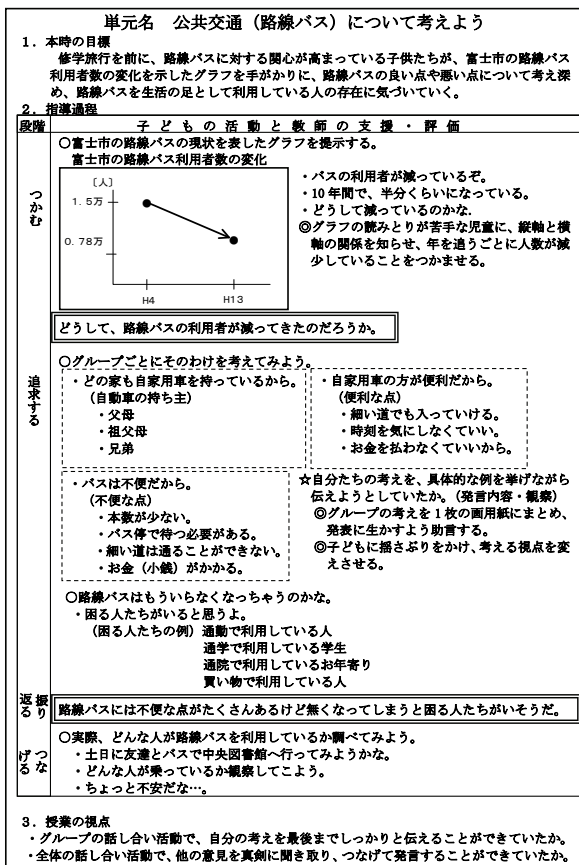 単元名　公共交通（路線バス）について考えよう
１．本時の目標
修学旅行を前に、路線バスに対する関心が高まっている子供たちが、富士市の路線バス
利用者数の変化を示したグラフを手がかりに、路線バスの良い点や悪い点について考え深
め、路線バスを生活の足として利用している人の存在に気づいていく。
２．指導過程
段階　子どもの活動と教師の支援・評価
つかむ
○富士市の路線バスの現状を表したグラフを提示する。
富士市の路線バス利用者数の変化
［人］
１.５万
０.７８万
H4　H13
・バスの利用者が減っているぞ。
・10年間で、半分くらいになっている。
・どうして減っているのかな.
◎グラフの読みとりが苦手な児童に、縦軸と横
軸の関係を知らせ、年を追うごとに人数が減
少していることをつかませる。
どうして、路線バスの利用者が減ってきたのだろうか。
追求する
○グループごとにそのわけを考えてみよう。
・どの家も自家用車を持っているから。
（自動車の持ち主）
・父母
・祖父母
・兄弟
・自家用車の方が便利だから。
（便利な点）
・細い道でも入っていける。
・時刻を気にしなくていい。
・お金を払わなくていいから。
・バスは不便だから。
（不便な点）
・本数が少ない。
・バス停で待つ必要がある。
・細い道は通ることができない。
・お金（小銭）がかかる。
☆自分たちの考えを、具体的な例を挙げながら
伝えようとしていたか。（発言内容・観察）
◎グループの考えを１枚の画用紙にまとめ、
発表に生かすよう助言する。
◎子どもに揺さぶりをかけ、考える視点を変
えさせる。
○路線バスはもういらなくなっちゃうのかな。
・困る人たちがいると思うよ。
（困る人たちの例）通勤で利用している人
通学で利用している学生
通院で利用しているお年寄り
買い物で利用している人
振り返る
路線バスには不便な点がたくさんあるけど無くなってしまうと困る人たちがいそうだ。
つなげる
○実際、どんな人が路線バスを利用しているか調べてみよう。
・土日に友達とバスで中央図書館へ行ってみようかな。
・どんな人が乗っているか観察してこよう。
・ちょっと不安だな…。
３．授業の視点
・グループの話し合い活動で、自分の考えを最後までしっかりと伝えることができていたか。
・全体の話し合い活動で、他の意見を真剣に聞き取り、つなげて発言することができていたか。